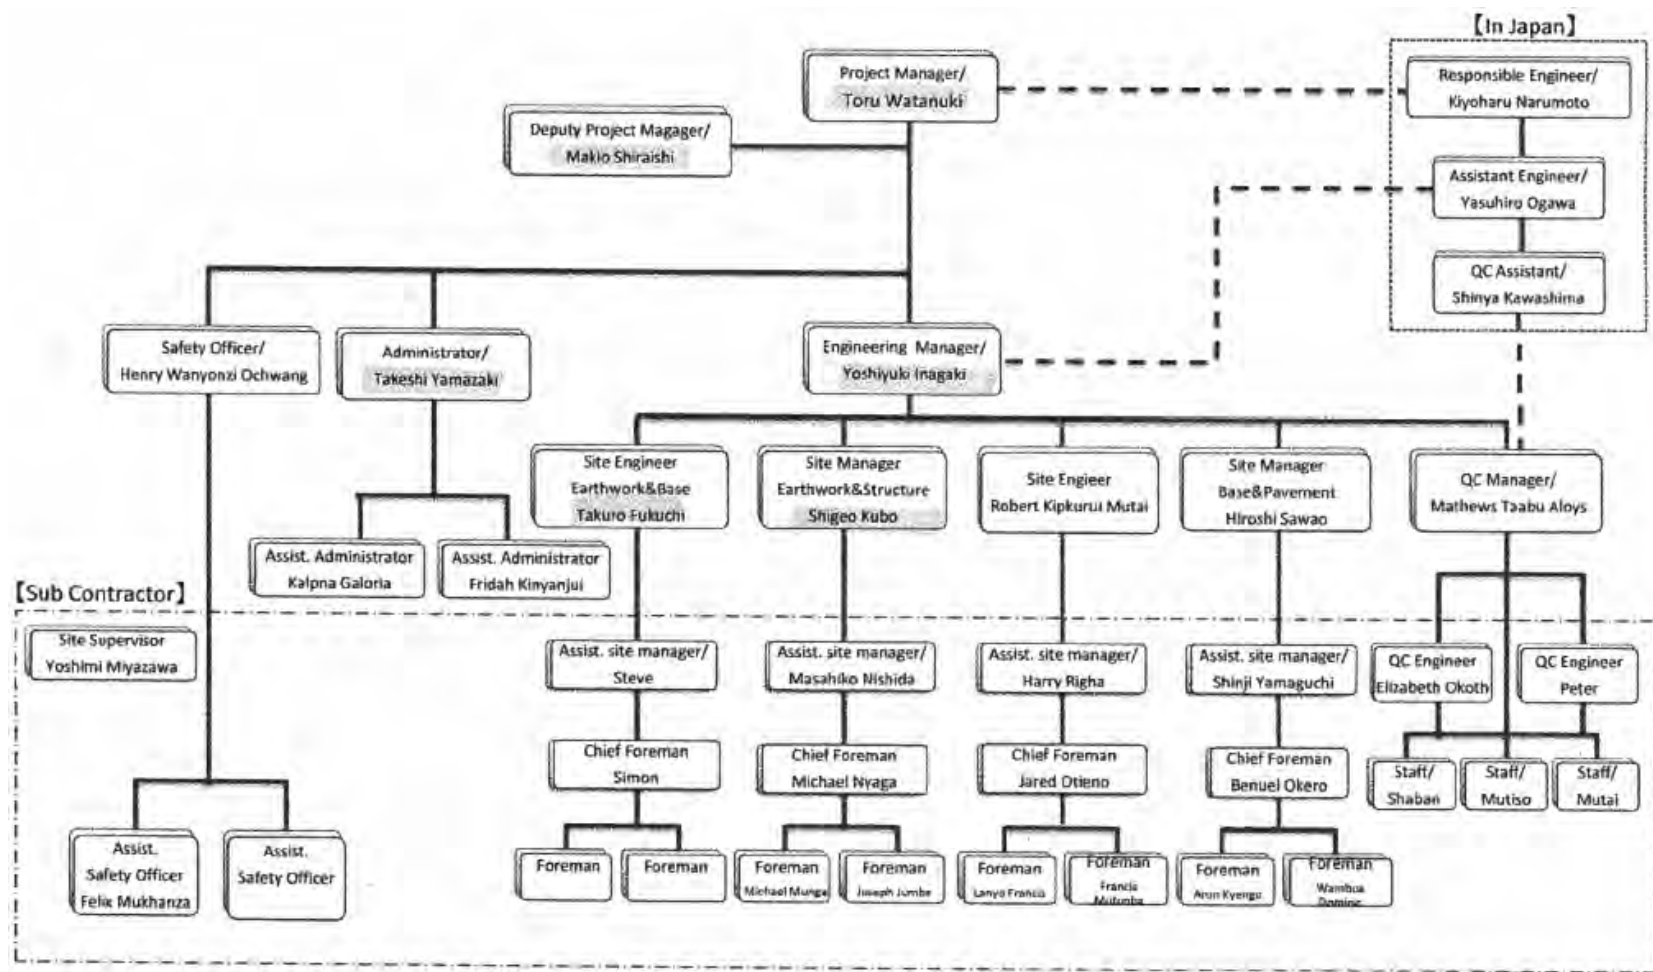 【In Japan】
Project Manager/
Toru Watanuki
Responsible Engineer/
Kiyoharu Narumoto
Deputy Project Magager/
Makio Shiraishi
Assistant Engineer/
Yasuhiro Ogawa
QC Assistant/
Shinya Kawashima
Safety Officer/
Henry Wanyonzi Ochwang
Administrator/
Takeshi Yamazaki
Engineering Manager/
Yoshiyuki Inagaki
Site Engineer
Earthwork&Base
Takuro Fukuchi
Site Manager
Earthwork&Structure
Shigeo Kubo
Site Engieer
Robert Kipkurui Mutai
Site Manager
Base&Pavement
Hiroshi Sawao
QC Manager/
Mathews Taabu Aloys
Assist. Administrator
Kalpna Galoria
Assist. Administrator
Fridah Kinyanjui
【Sub Contractor】
Site Supervisor
Yoshimi Miyazawa
Assist. site manager/
Steve
Assist. site manager/
Masahiko Nishida
Assist. site manager/
Harry Righa
Assist. site manager/
Shinji Yamaguchi
QC Engineer
Elizabeth Okoth
QC Engineer
Peter
Chief Foreman
Simon
Chief Foreman
Michael Nyaga
Chief Foreman
Jared Otieno
Chief Foreman
Benuel Okero
Staff/
Shaban
Staff/
Mutiso
Staff/
Mutai
Assist.
Safety Officer
Felix Mukhanza
Assist.
Safety Officer
Foreman
Foreman
Foreman
Michael Munga
Foreman
Joseph Jumba
Foreman
Lanyo Francis
Foreman
Francis
Foreman
Arun Kyengo
Foreman
Wambua
Dominic